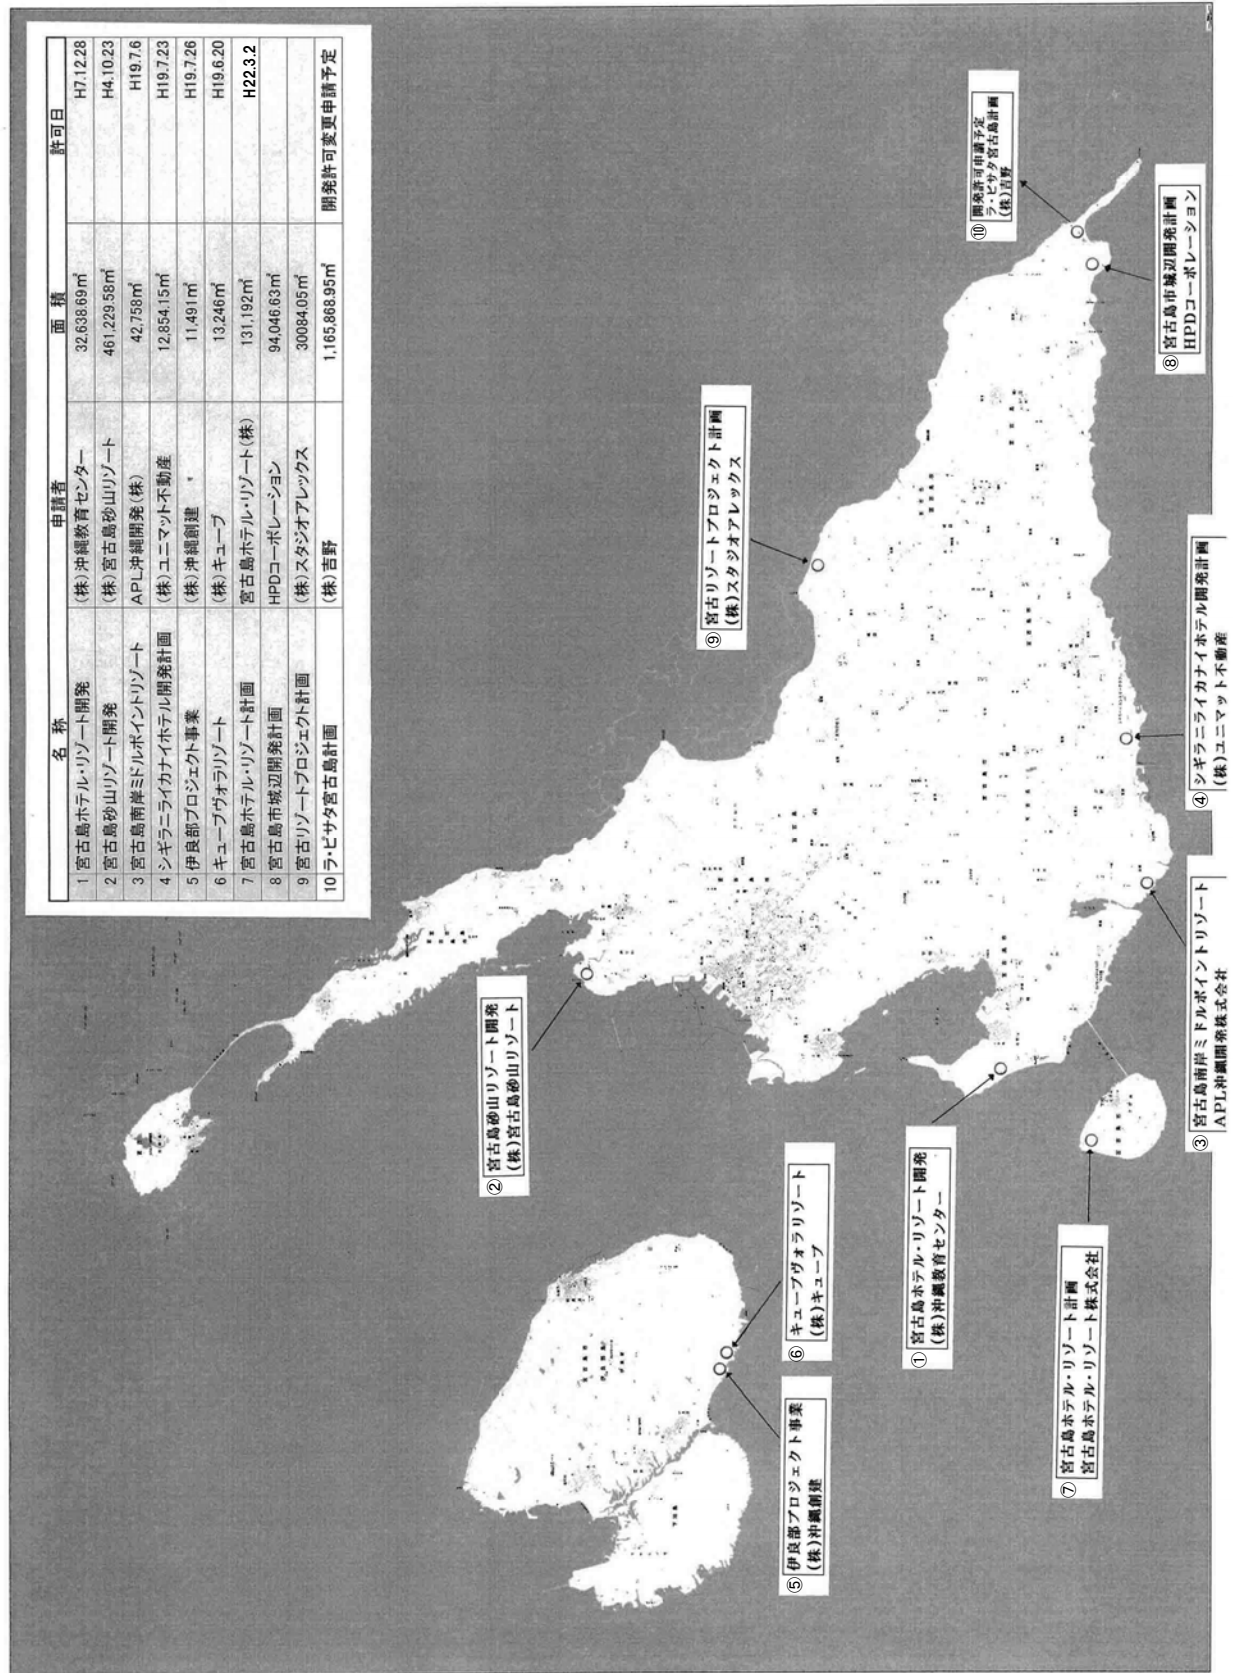 名 称 申請者 面 積 許可日
1 宮古島ホテル・リゾート開発 (株)沖縄教育センター 32,638.69㎡ H7.12.28
2 宮古島砂山リゾート開発 (株)宮古島砂山リゾート 461,229.58㎡ H4.10.23
3 宮古島南岸ミドルポイントリゾート APL沖縄開発(株) 42,758㎡ H19.7.6
4 シギラニライカナイホテル開発計画 (株)ユニマット不動産 12,854.15㎡ H19.7.23
5 伊良部プロジェクト事業 (株)沖縄創建 11,491㎡ H19.7.26
6 キューブヴォラリゾート (株)キューブ 13,246㎡ H19.6.20
7 宮古島ホテル・リゾート計画 宮古島ホテル・リゾート(株) 131,192㎡ H22.3.2
8 宮古島市城辺開発計画 HPDコーポレーション 94,046.63㎡
9 宮古リゾートプロジェクト計画 (株)スタジオアレックス 30084.05㎡
10 ラ・ピサタ宮古島計画 (株)吉野 1,165,868.95㎡ 開発許可変更申請予定
② 宮古島砂山リゾート開発
(株)宮古島砂山リゾート
⑨ 宮古リゾートプロジェクト計画
(株)スタジオアレックス
⑩ 開発許可申請予定
ラ・ピサタ宮古島計画
(株)吉野
⑤ 伊良部プロジェクト事業
(株)沖縄創建
⑥ キューブヴォラリゾート
(株)キューブ
① 宮古島ホテル・リゾート開発
(株)沖縄教育センター
⑦ 宮古島ホテル・リゾート計画
宮古島ホテル・リゾート株式会社
③ 宮古島南岸ミドルポイントリゾート
APL沖縄開発株式会社
④ シギラニライカナイホテル開発計画
(株)ユニマット不動産
⑧ 宮古島市城辺開発計画
HPDコーポレーション